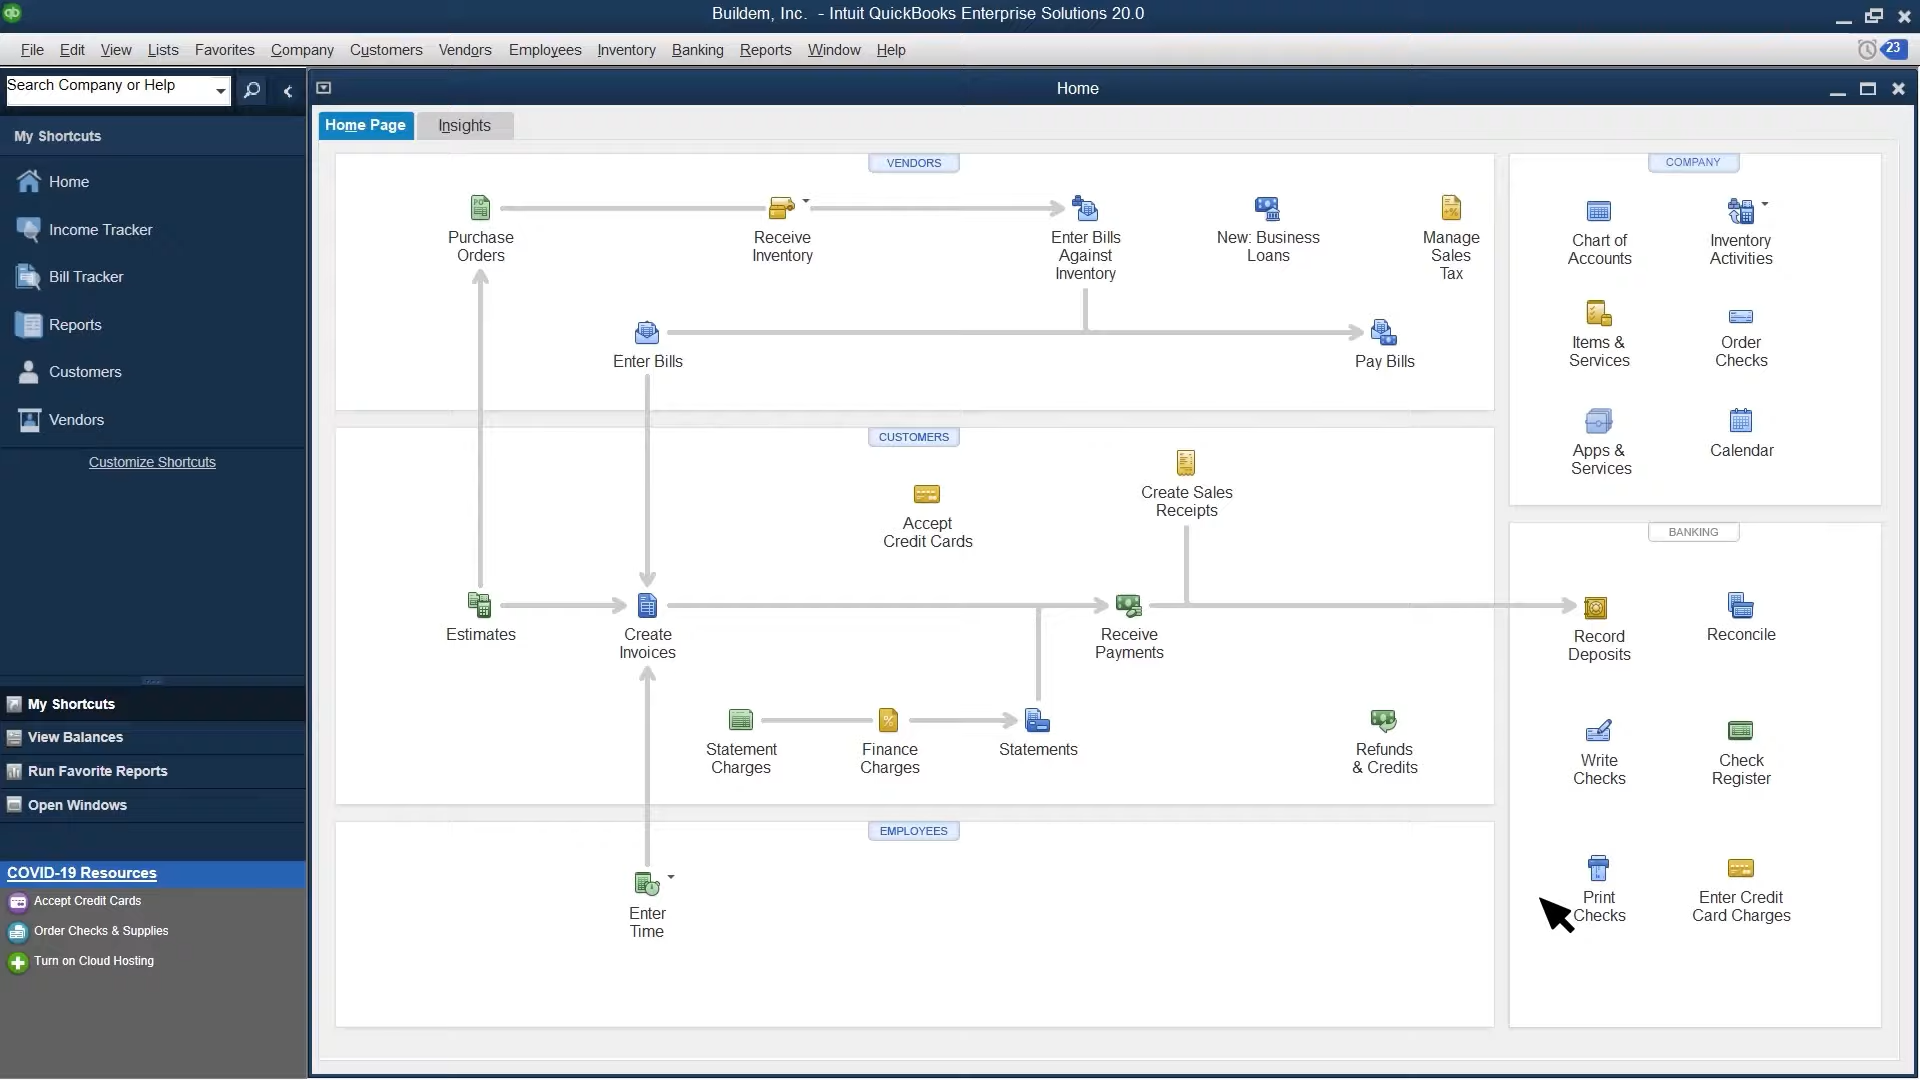 Buildem, Inc. - Intuit QuickBooks Enterprise Solutions 20.0
File Edit View Lists Favorites Company Customers Vendors Employees Inventory Banking Reports Window Help
23
Search Company or Help
Home
My Shortcuts
Home
Income Tracker
Bill Tracker
Reports
Customers
Vendors
Customize Shortcuts
My Shortcuts
View Balances
Run Favorite Reports
Open Windows
COVID-19 Resources
Accept Credit Cards
Order Checks & Supplies
Turn on Cloud Hosting
Home Page
Insights
VENDORS
Purchase
Orders
Receive
Inventory
Enter Bills
Against
Inventory
New: Business
Loans
Manage
Sales
Tax
Enter Bills
Pay Bills
CUSTOMERS
Accept
Credit Cards
Create Sales
Receipts
Estimates
Create
Invoices
Receive
Payments
Statement
Charges
Finance
Charges
Statements
Refunds
& Credits
EMPLOYEES
Enter
Time
COMPANY
Chart of
Accounts
Inventory
Activities
Items &
Services
Order
Checks
Apps &
Services
Calendar
BANKING
Record
Deposits
Reconcile
Write
Checks
Check
Register
Print
Checks
Enter Credit
Card Charges